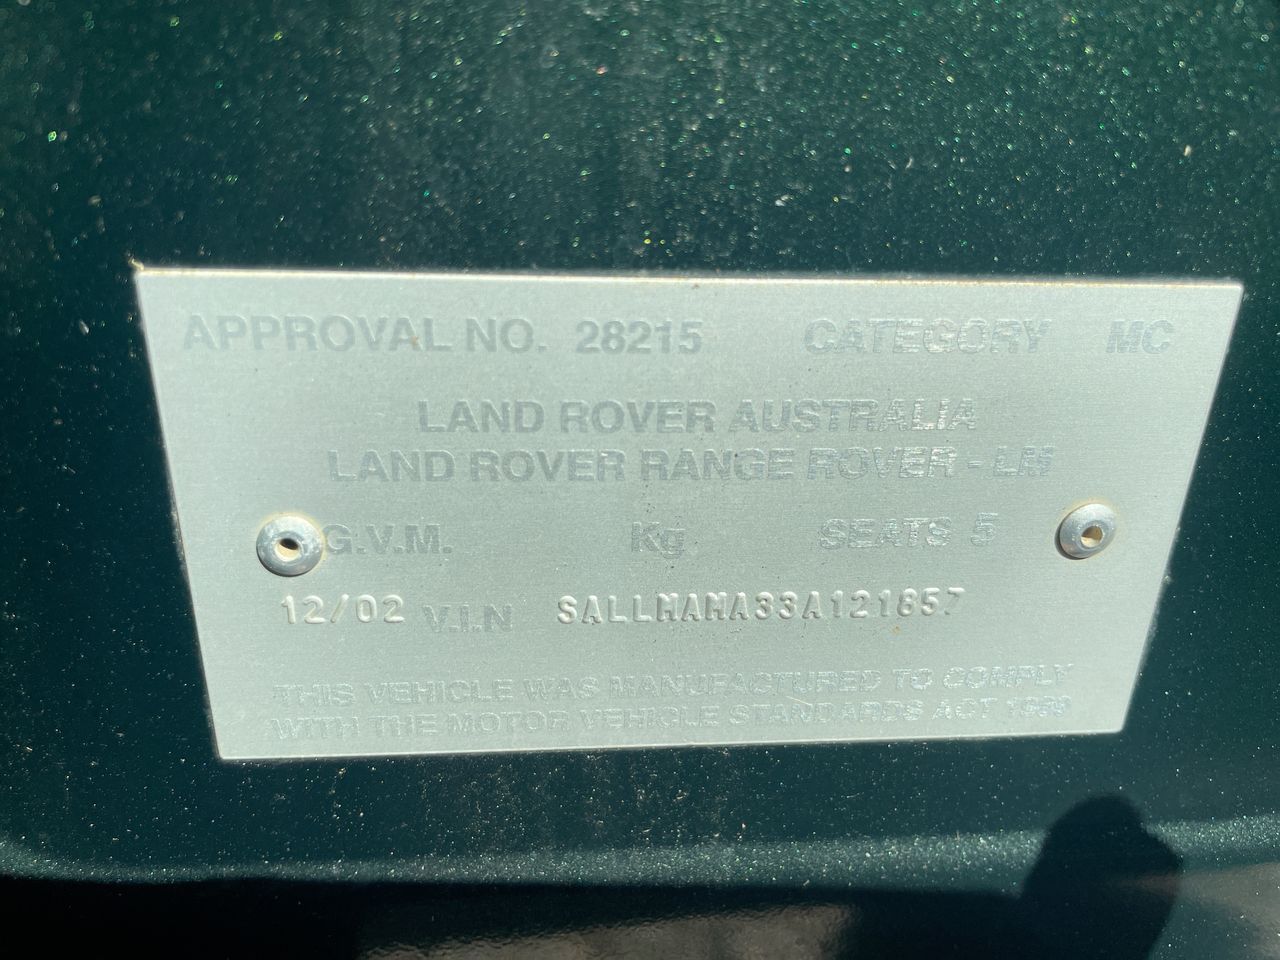 APPROVAL NO. 28215 CATEGORY MC
LAND ROVER AUSTRALIA
LAND ROVER RANGE ROVER - LM
G.V.M. Kg SEATS 5
12/02 V.I.N SALLMAMA33A121857
THIS VEHICLE WAS MANUFACTURED TO COMPLY
WITH THE MOTOR VEHICLE STANDARDS ACT 1989